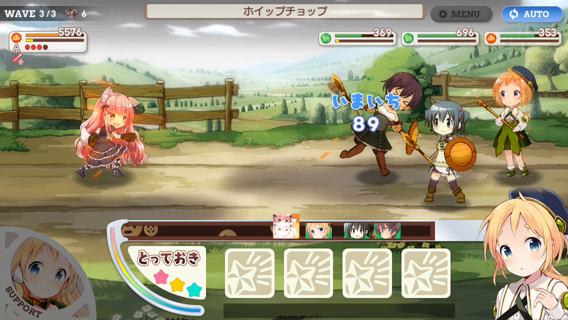 WAVE 3/3 6
ホイップチョップ
MENU
AUTO
5576
A
369
696
353
いまいち
89
とっておき
SUPPORT